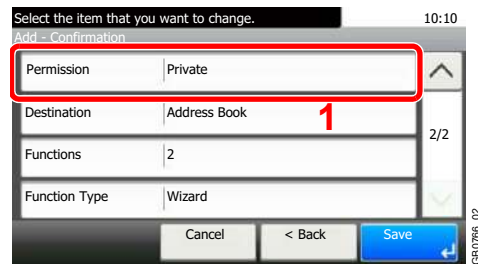 Select the item that you want to change. 10:10
Add - Confirmation
Permission Private
Destination Address Book
1
2/2
Functions 2
Function Type Wizard
Cancel < Back Save
GB0766_02